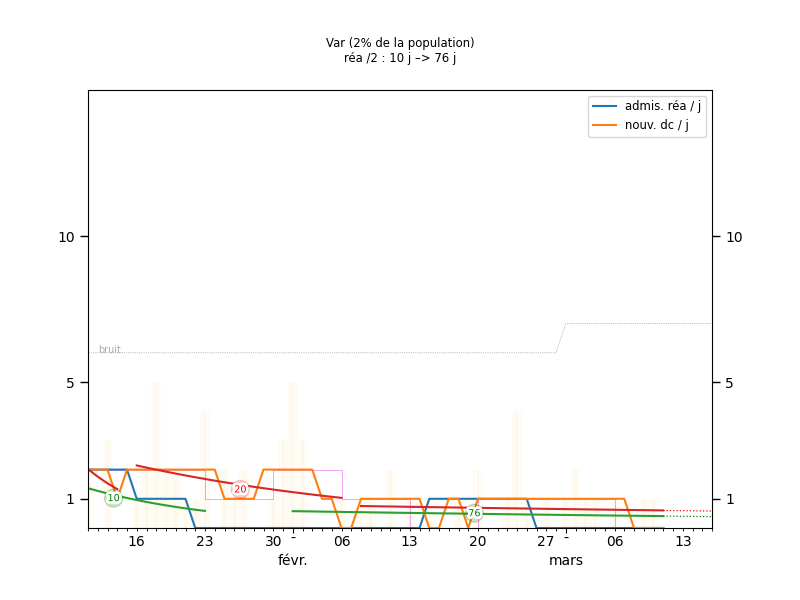 Var (2% de la population)
réa /2 : 10 j –> 76 j
admis. réa / j
nouv. dc / j
10
10
bruit
5
5
20
10
76
1
1
16
23
30
06
13
20
27
06
13
févr.
mars